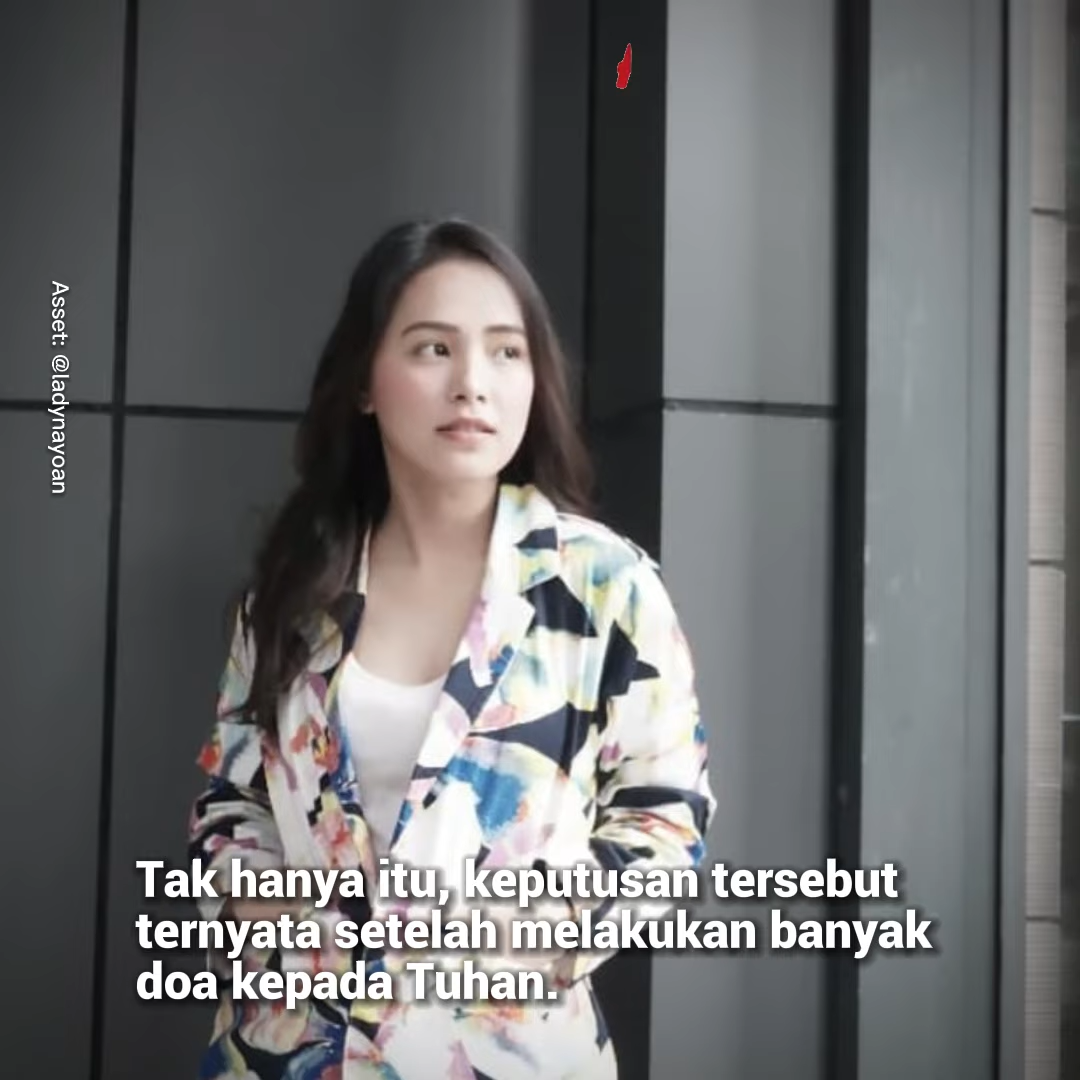 Asset: @ladynayoan
Tak hanya itu, keputusan tersebut
ternyata setelah melakukan banyak
doa kepada Tuhan.